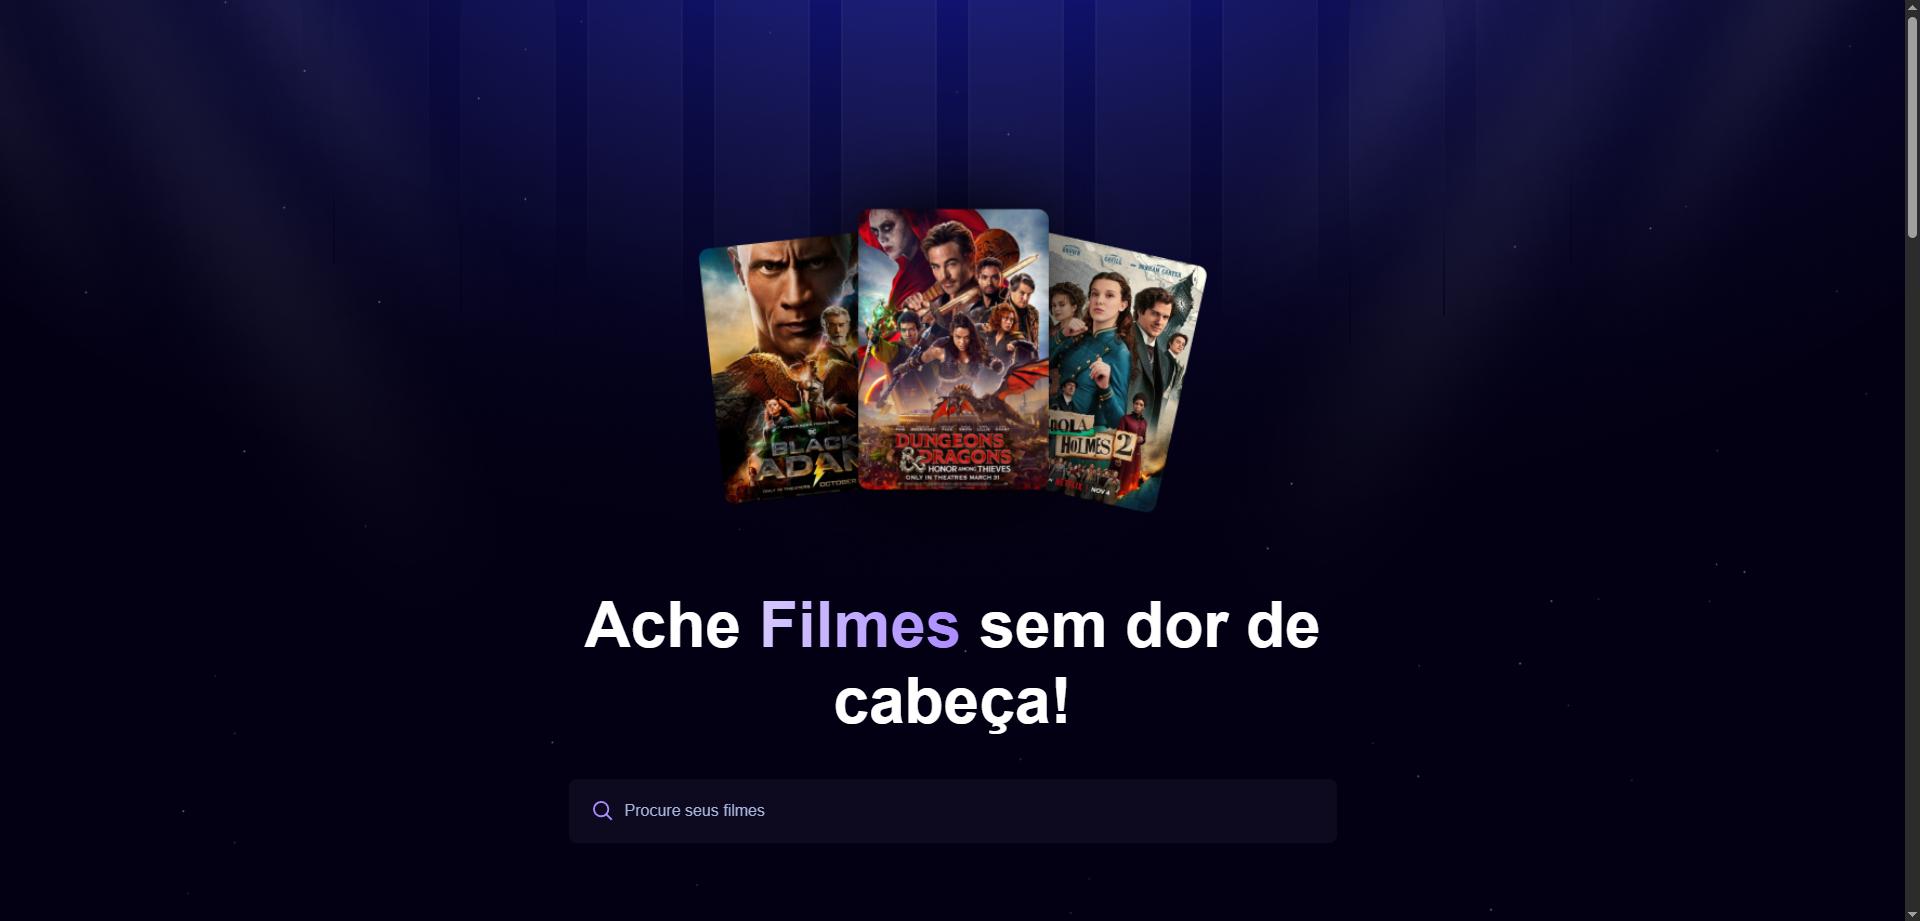 BLACK
ADAM
OCTOBER
DUNGEONS
& DRAGONS
HONOR AMONG THIEVES
ONLY IN THEATRES MARCH 31
HOLMES 2
NETFLIX NOV 4
Ache Filmes sem dor de
cabeça!
Procure seus filmes